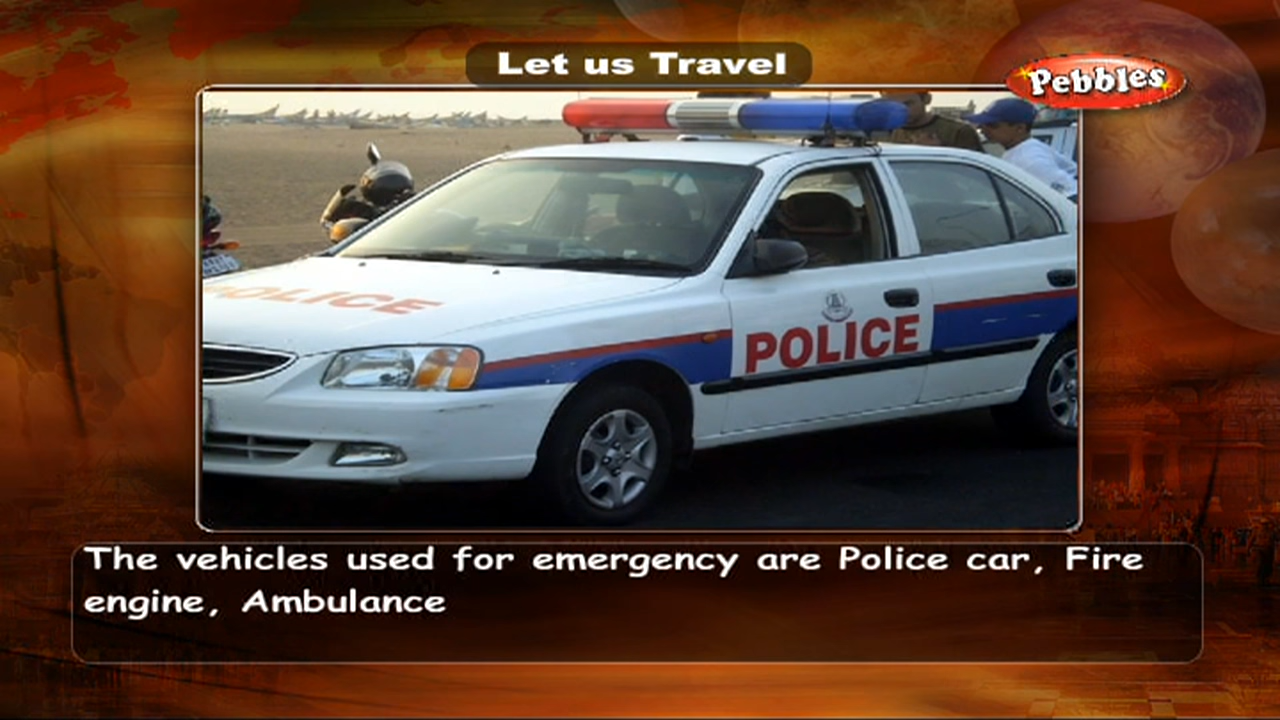 Let us Travel
Pebbles
POLICE
POLICE
The vehicles used for emergency are Police car, Fire
engine, Ambulance